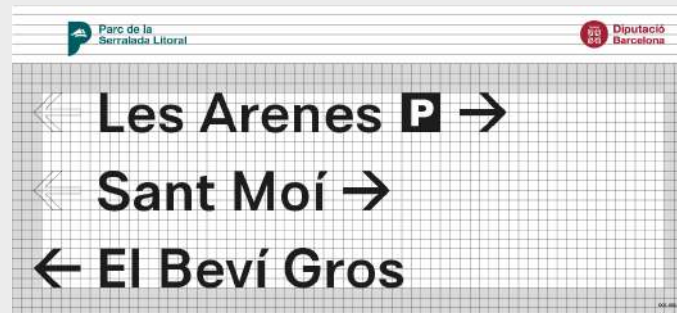 Parc de la
Serralada Litoral
Diputació
Barcelona
← Les Arenes P →
← Sant Moí →
← El Beví Gros